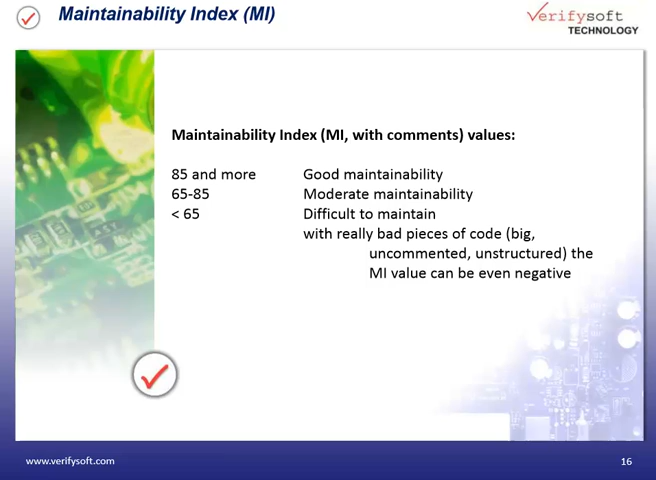 Maintainability Index (MI)
Verifysoft
TECHNOLOGY
Maintainability Index (MI, with comments) values:
85 and more Good maintainability
65-85 Moderate maintainability
< 65 Difficult to maintain
with really bad pieces of code (big,
uncommented, unstructured) the
MI value can be even negative
www.verifysoft.com
16